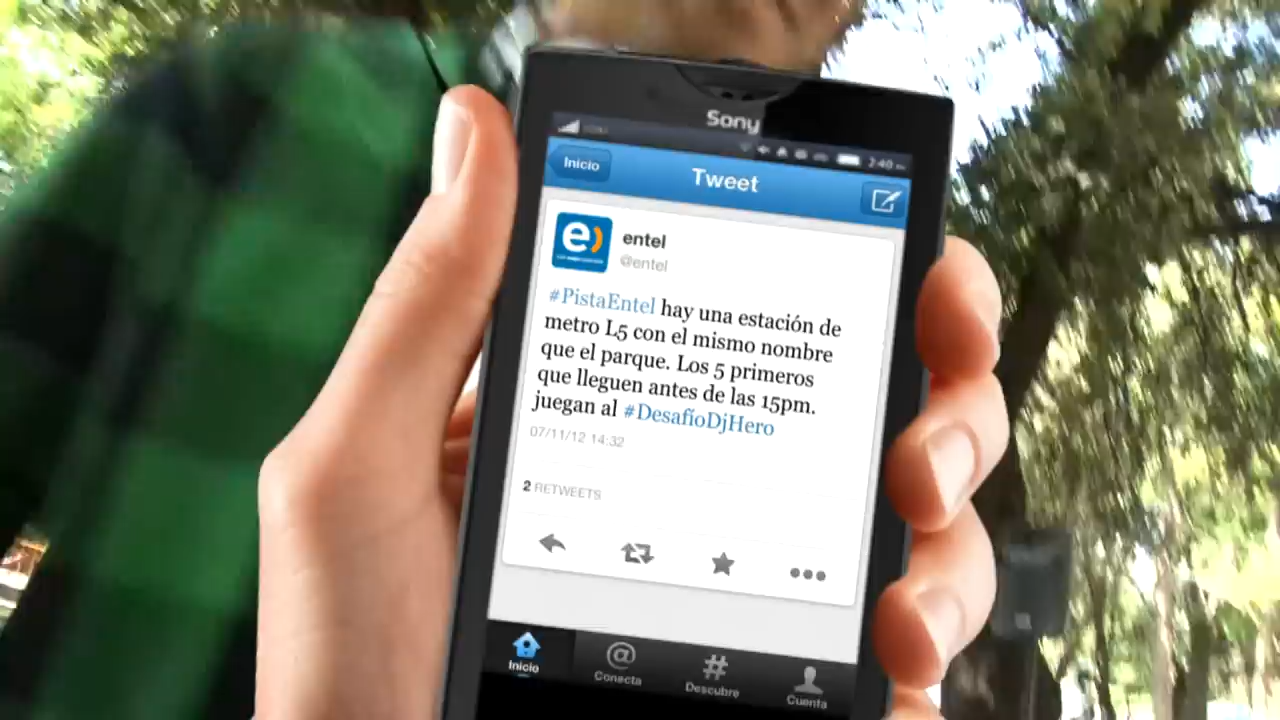 Sony
2:40
Inicio
Tweet
e)
entel
@entel
#PistaEntel hay una estación de
metro L5 con el mismo nombre
que el parque. Los 5 primeros
que lleguen antes de las 15pm.
juegan al #DesafíoDjHero
07/11/12 14:32
2 RETWEETS
Inicio
Conecta
Descubre
Cuenta